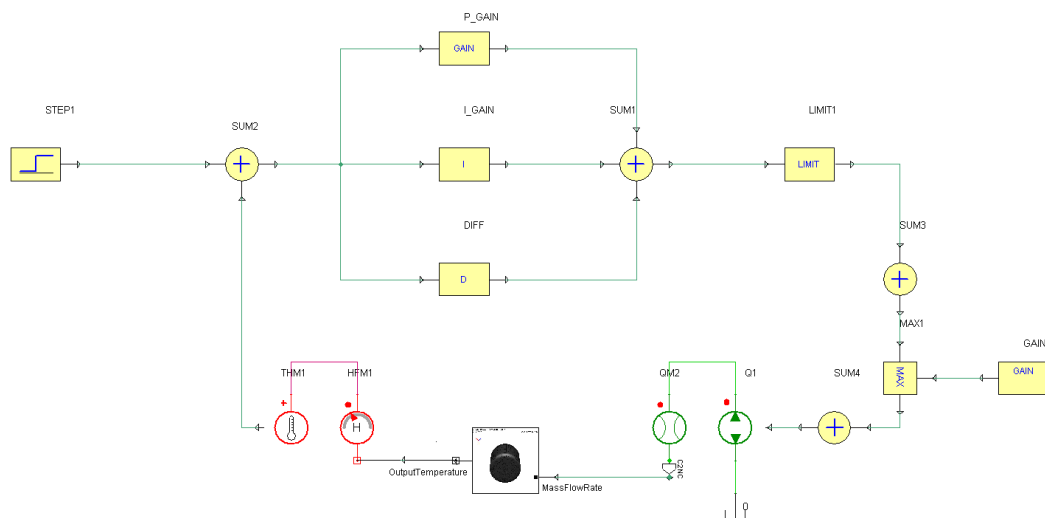 P_GAIN
GAIN
STEP1
I_GAIN
SUM1
LIMIT1
SUM2
I
LIMIT
DIFF
SUM3
D
MAX1
THM1
HFM1
QM2
Q1
SUM4
MAX
GAIN
GAIN
H
OutputTemperature
C2NC
MassFlowRate